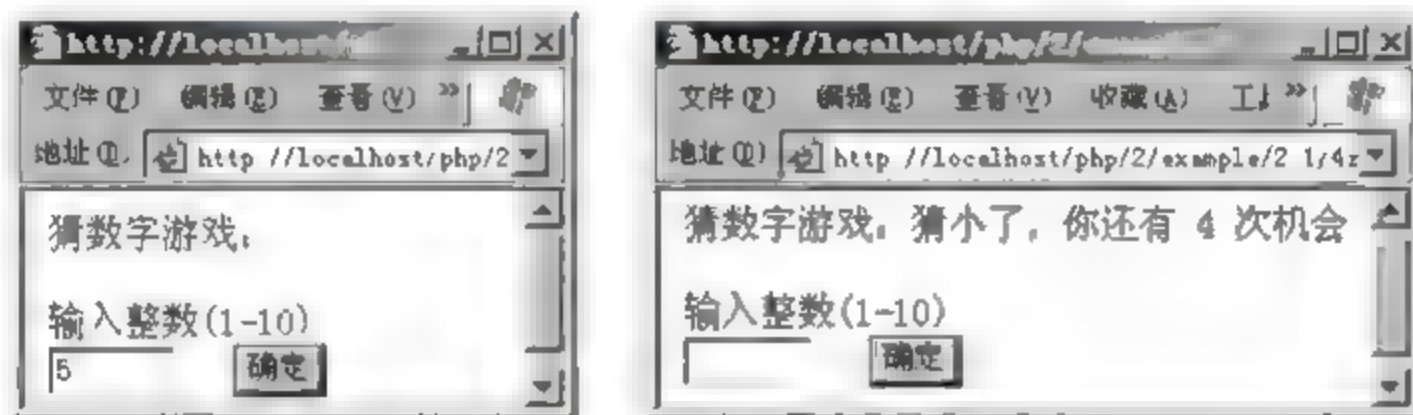 http://localhost/
文件(F) 编辑(E) 查看(V) »
地址(D) http //localhost/php/2
猜数字游戏:
输入整数(1-10)
5 确定
http://localhost/php/2/
文件(F) 编辑(E) 查看(V) 收藏(A) 工 »
地址(D) http //localhost/php/2/example/2 1/4
猜数字游戏: 猜小了, 你还有 4 次机会
输入整数(1-10)
确定